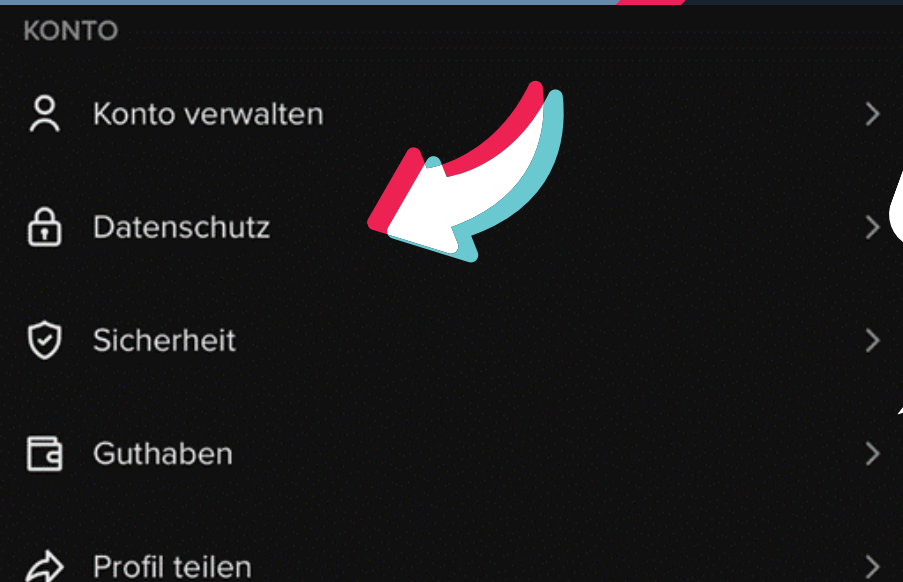 KONTO
Konto verwalten
Datenschutz
Sicherheit
Guthaben
Profil teilen